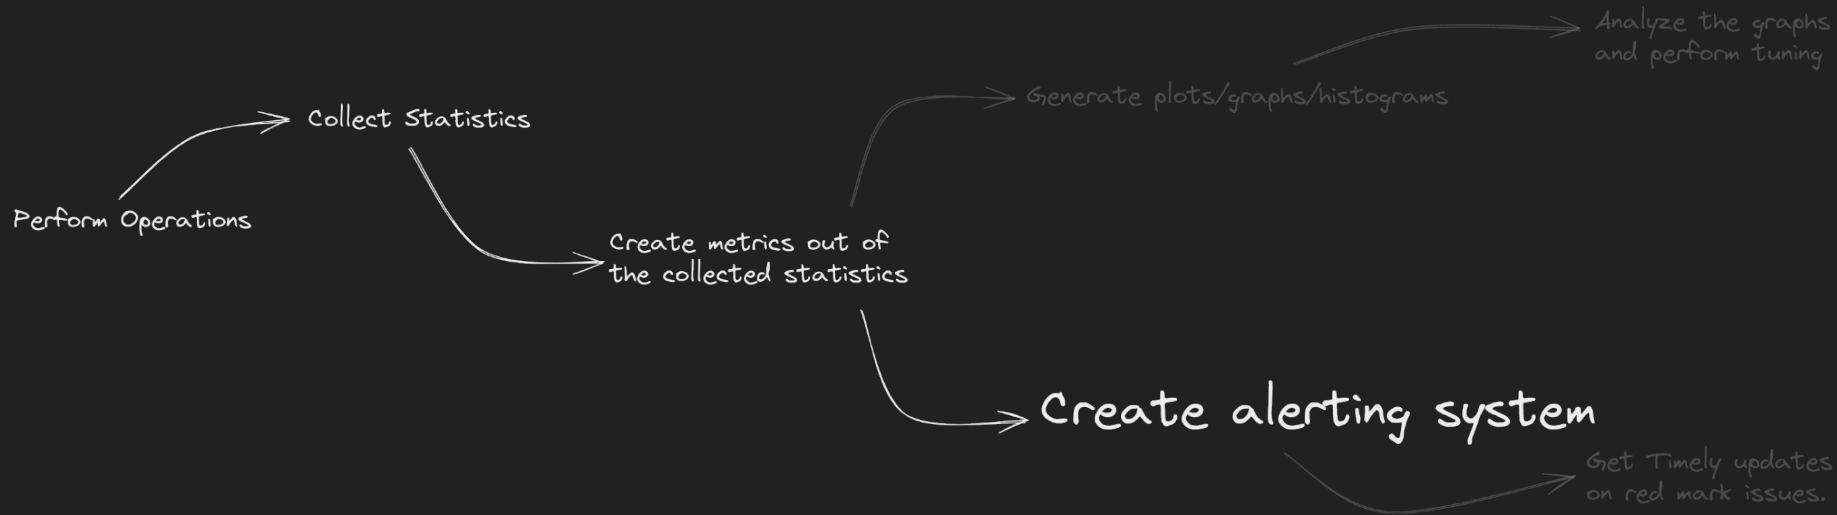 Perform Operations
Collect Statistics
Create metrics out of
the collected statistics
Generate plots/graphs/histograms
Analyze the graphs
and perform tuning
Create alerting system
Get Timely updates
on red mark issues.